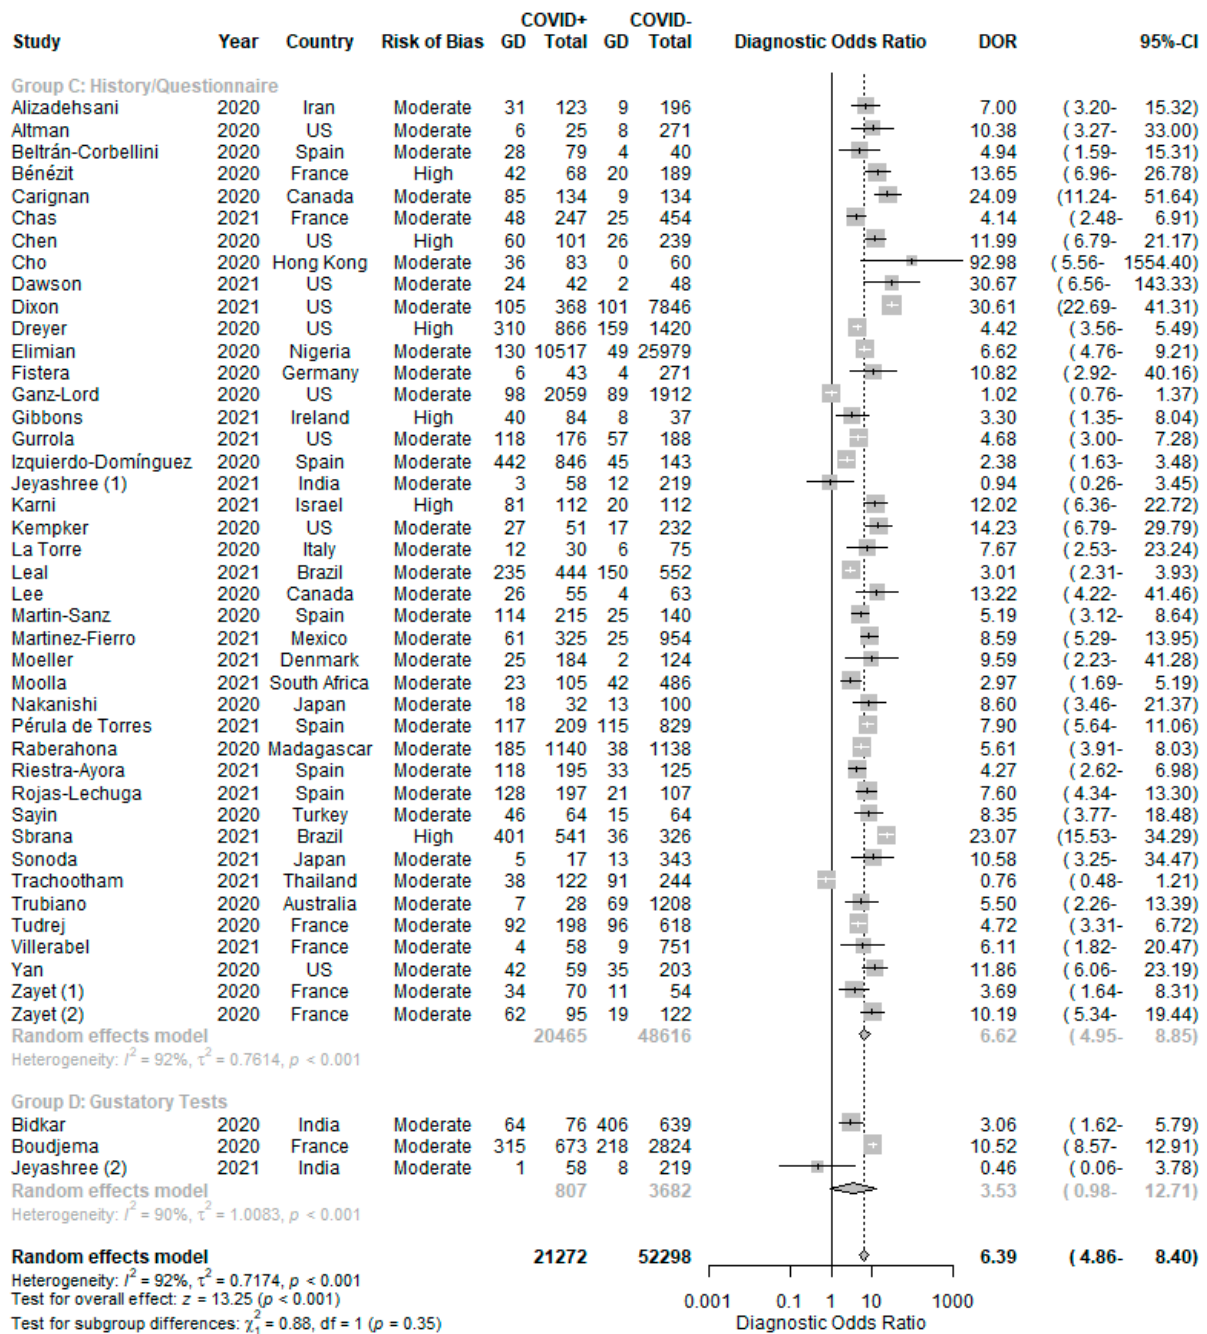 COVID+ COVID-
Study Year Country Risk of Bias GD Total GD Total Diagnostic Odds Ratio DOR 95%-CI
Group C: History/Questionnaire
Alizadehsani 2020 Iran Moderate 31 123 9 196 7.00 ( 3.20- 15.32)
Altman 2020 US Moderate 6 25 8 271 10.38 ( 3.27- 33.00)
Beltrán-Corbellini 2020 Spain Moderate 28 79 4 40 4.94 ( 1.59- 15.31)
Bénézit 2020 France High 42 68 20 189 13.65 ( 6.96- 26.78)
Carignan 2020 Canada Moderate 85 134 9 134 24.09 (11.24- 51.64)
Chas 2021 France Moderate 48 247 25 454 4.14 ( 2.48- 6.91)
Chen 2020 US High 60 101 26 239 11.99 ( 6.79- 21.17)
Cho 2020 Hong Kong Moderate 36 83 0 60 92.98 ( 5.56- 1554.40)
Dawson 2021 US Moderate 24 42 2 48 30.67 ( 6.56- 143.33)
Dixon 2021 US Moderate 105 368 101 7846 30.61 (22.69- 41.31)
Dreyer 2020 US High 310 866 159 1420 4.42 ( 3.56- 5.49)
Elimian 2020 Nigeria Moderate 130 10517 49 25979 6.62 ( 4.76- 9.21)
Fistera 2020 Germany Moderate 6 43 4 271 10.82 ( 2.92- 40.16)
Ganz-Lord 2020 US Moderate 98 2059 89 1912 1.02 ( 0.76- 1.37)
Gibbons 2021 Ireland High 40 84 8 37 3.30 ( 1.35- 8.04)
Gurrola 2021 US Moderate 118 176 57 188 4.68 ( 3.00- 7.28)
Izquierdo-Domínguez 2020 Spain Moderate 442 846 45 143 2.38 ( 1.63- 3.48)
Jeyashree (1) 2021 India Moderate 3 58 12 219 0.94 ( 0.26- 3.45)
Karni 2021 Israel High 81 112 20 112 12.02 ( 6.36- 22.72)
Kempker 2020 US Moderate 27 51 17 232 14.23 ( 6.79- 29.79)
La Torre 2020 Italy Moderate 12 30 6 75 7.67 ( 2.53- 23.24)
Leal 2021 Brazil Moderate 235 444 150 552 3.01 ( 2.31- 3.93)
Lee 2020 Canada Moderate 26 55 4 63 13.22 ( 4.22- 41.46)
Martin-Sanz 2020 Spain Moderate 114 215 25 140 5.19 ( 3.12- 8.64)
Martinez-Fierro 2021 Mexico Moderate 61 325 25 954 8.59 ( 5.29- 13.95)
Moeller 2021 Denmark Moderate 25 184 2 124 9.59 ( 2.23- 41.28)
Moolla 2021 South Africa Moderate 23 105 42 486 2.97 ( 1.69- 5.19)
Nakanishi 2020 Japan Moderate 18 32 13 100 8.60 ( 3.46- 21.37)
Pérula de Torres 2021 Spain Moderate 117 209 115 829 7.90 ( 5.64- 11.06)
Raberahona 2020 Madagascar Moderate 185 1140 38 1138 5.61 ( 3.91- 8.03)
Riestra-Ayora 2021 Spain Moderate 118 195 33 125 4.27 ( 2.62- 6.98)
Rojas-Lechuga 2021 Spain Moderate 128 197 21 107 7.60 ( 4.34- 13.30)
Sayin 2020 Turkey Moderate 46 64 15 64 8.35 ( 3.77- 18.48)
Sbrana 2021 Brazil High 401 541 36 326 23.07 (15.53- 34.29)
Sonoda 2021 Japan Moderate 5 17 13 343 10.58 ( 3.25- 34.47)
Trachootham 2021 Thailand Moderate 38 122 91 244 0.76 ( 0.48- 1.21)
Trubiano 2020 Australia Moderate 7 28 69 1208 5.50 ( 2.26- 13.39)
Tudrej 2020 France Moderate 92 198 96 618 4.72 ( 3.31- 6.72)
Villerabel 2021 France Moderate 4 58 9 751 6.11 ( 1.82- 20.47)
Yan 2020 US Moderate 42 59 35 203 11.86 ( 6.06- 23.19)
Zayet (1) 2020 France Moderate 34 70 11 54 3.69 ( 1.64- 8.31)
Zayet (2) 2020 France Moderate 62 95 19 122 10.19 ( 5.34- 19.44)
Random effects model 20465 48616 6.62 ( 4.95- 8.85)
Heterogeneity: I² = 92%, τ² = 0.7614, p < 0.001
Group D: Gustatory Tests
Bidkar 2020 India Moderate 64 76 406 639 3.06 ( 1.62- 5.79)
Boudjema 2020 France Moderate 315 673 218 2824 10.52 ( 8.57- 12.91)
Jeyashree (2) 2021 India Moderate 1 58 8 219 0.46 ( 0.06- 3.78)
Random effects model 807 3682 3.53 ( 0.98- 12.71)
Heterogeneity: I² = 90%, τ² = 1.0083, p < 0.001
Random effects model 21272 52298 6.39 ( 4.86- 8.40)
Heterogeneity: I² = 92%, τ² = 0.7174, p < 0.001
Test for overall effect: z = 13.25 (p < 0.001)
0.001 0.1 1 10 1000
Test for subgroup differences: χ₁² = 0.88, df = 1 (p = 0.35) Diagnostic Odds Ratio